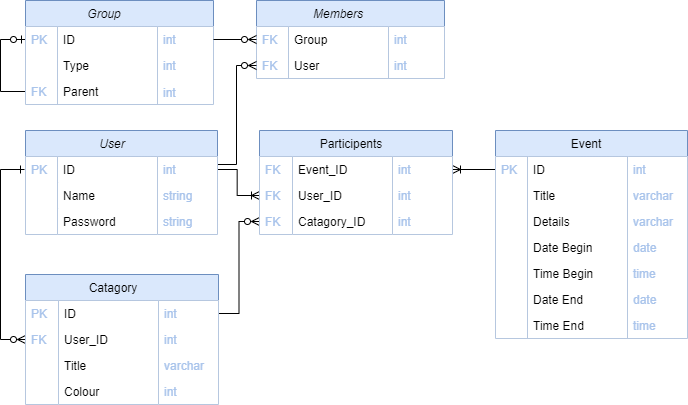 Group
PK ID int
Type int
FK Parent int
Members
FK Group int
FK User int
User
PK ID int
Name string
Password string
Participents
FK Event_ID int
FK User_ID int
FK Catagory_ID int
Event
PK ID int
Title varchar
Details varchar
Date Begin date
Time Begin time
Date End date
Time End time
Catagory
PK ID int
FK User_ID int
Title varchar
Colour int